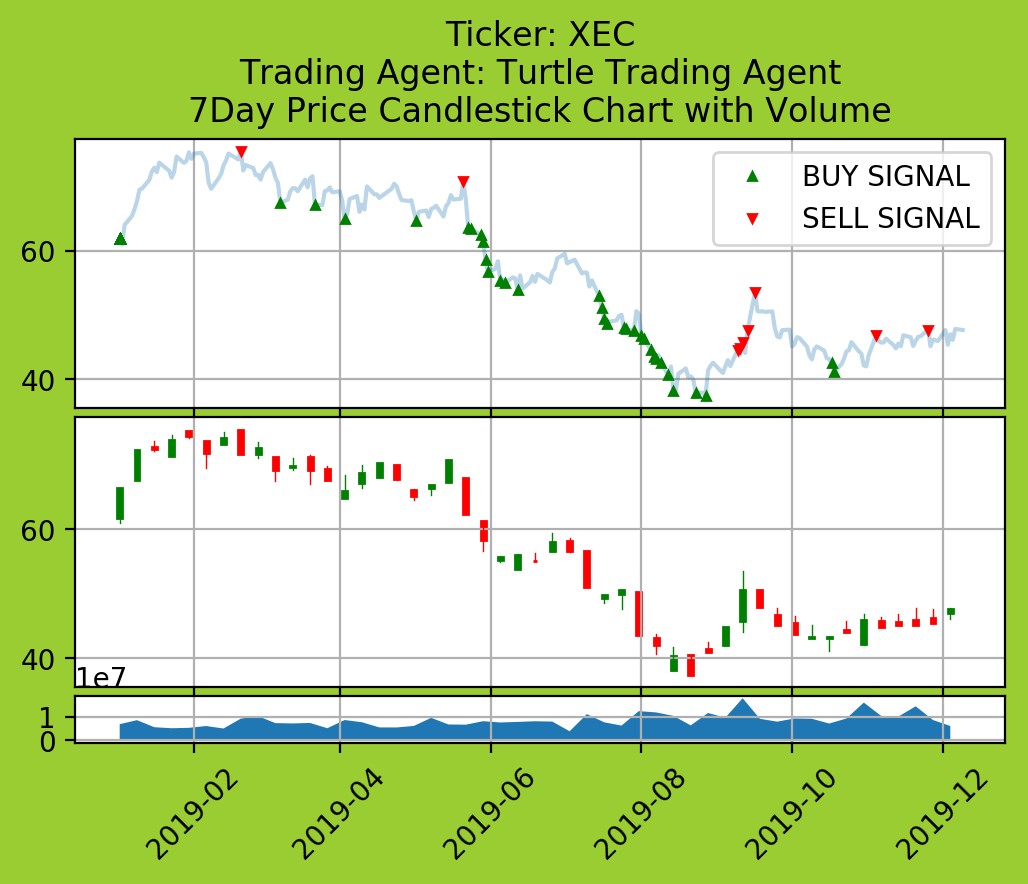 Ticker: XEC
Trading Agent: Turtle Trading Agent
7Day Price Candlestick Chart with Volume
BUY SIGNAL
SELL SIGNAL
60
40
60
40
1e7
1
0
2019-02
2019-04
2019-06
2019-08
2019-10
2019-12